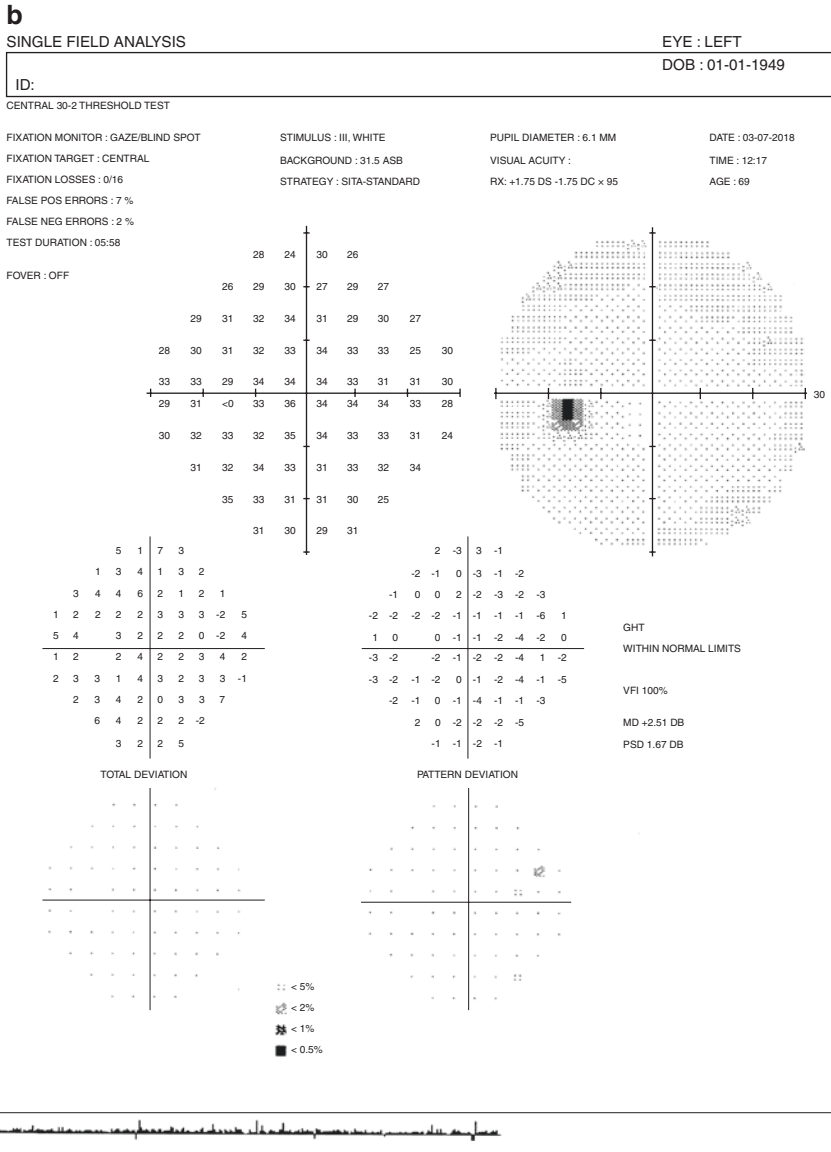 b
SINGLE FIELD ANALYSIS EYE : LEFT
DOB : 01-01-1949
ID:
CENTRAL 30-2 THRESHOLD TEST
FIXATION MONITOR : GAZE/BLIND SPOT STIMULUS : III, WHITE PUPIL DIAMETER : 6.1 MM DATE : 03-07-2018
FIXATION TARGET : CENTRAL BACKGROUND : 31.5 ASB VISUAL ACUITY : TIME : 12:17
FIXATION LOSSES : 0/16 STRATEGY : SITA-STANDARD RX: +1.75 DS -1.75 DC × 95 AGE : 69
FALSE POS ERRORS : 7 %
FALSE NEG ERRORS : 2 %
TEST DURATION : 05:58
FOVER : OFF
28 24 30 26
26 29 30 27 29 27
29 31 32 34 31 29 30 27
28 30 31 32 33 34 33 33 25 30
33 33 29 34 34 34 33 31 31 30
30
29 31 <0 33 36 34 34 34 33 28
30 32 33 32 35 34 33 33 31 24
31 32 34 33 31 33 32 34
35 33 31 31 30 25
31 30 29 31
5 1 7 3 2 -3 3 -1
1 3 4 1 3 2 -2 -1 0 -3 -1 -2
3 4 4 6 2 1 2 1 -1 0 0 2 -2 -3 -2 -3
1 2 2 2 2 3 3 3 -2 5 -2 -2 -2 -2 -1 -1 -1 -1 -6 1
5 4 3 2 2 2 0 -2 4 1 0 0 -1 -1 -2 -4 -2 0
1 2 2 4 2 2 3 4 2 -3 -2 -2 -1 -2 -2 -4 1 -2
2 3 3 1 4 3 2 3 3 -1 -3 -2 -1 -2 0 -1 -2 -4 -1 -5
2 3 4 2 0 3 3 7 -2 -1 0 -1 -4 -1 -1 -3
6 4 2 2 2 -2 2 0 -2 -2 -2 -5
3 2 2 5 -1 -1 -2 -1
GHT
WITHIN NORMAL LIMITS
VFI 100%
MD +2.51 DB
PSD 1.67 DB
TOTAL DEVIATION PATTERN DEVIATION
< 5%
< 2%
< 1%
< 0.5%